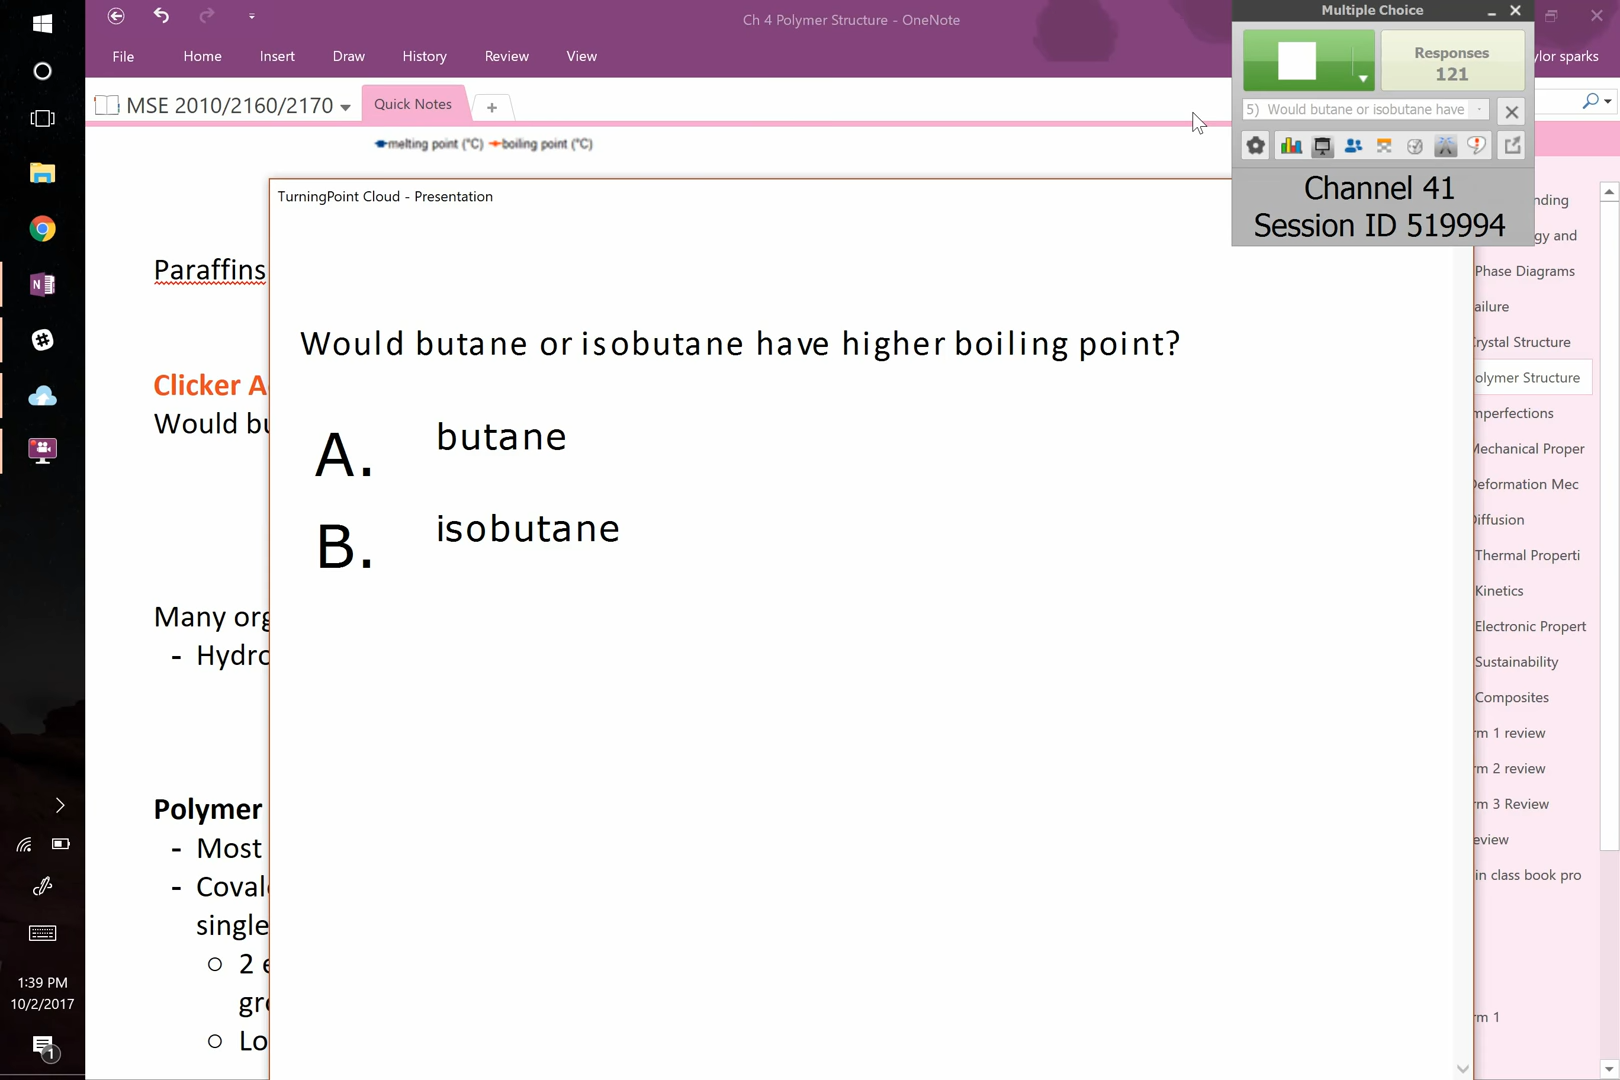 Ch 4 Polymer Structure - OneNote
ylor sparks
File Home Insert Draw History Review View
MSE 2010/2160/2170
Quick Notes
+
melting point (°C) boiling point (°C)
Paraffins
Clicker A
Would bu
Many org
- Hydro
Polymer
- Most
- Covale
single
2 e
gro
Lo
TurningPoint Cloud - Presentation
Would butane or isobutane have higher boiling point?
A. butane
B. isobutane
Multiple Choice
Responses
121
5) Would butane or isobutane have
Channel 41
Session ID 519994
nding
gy and
Phase Diagrams
ailure
Crystal Structure
olymer Structure
mperfections
Mechanical Proper
Deformation Mec
Diffusion
Thermal Properti
Kinetics
Electronic Propert
Sustainability
Composites
rm 1 review
rm 2 review
rm 3 Review
eview
in class book pro
rm 1
N
1:39 PM
10/2/2017
1